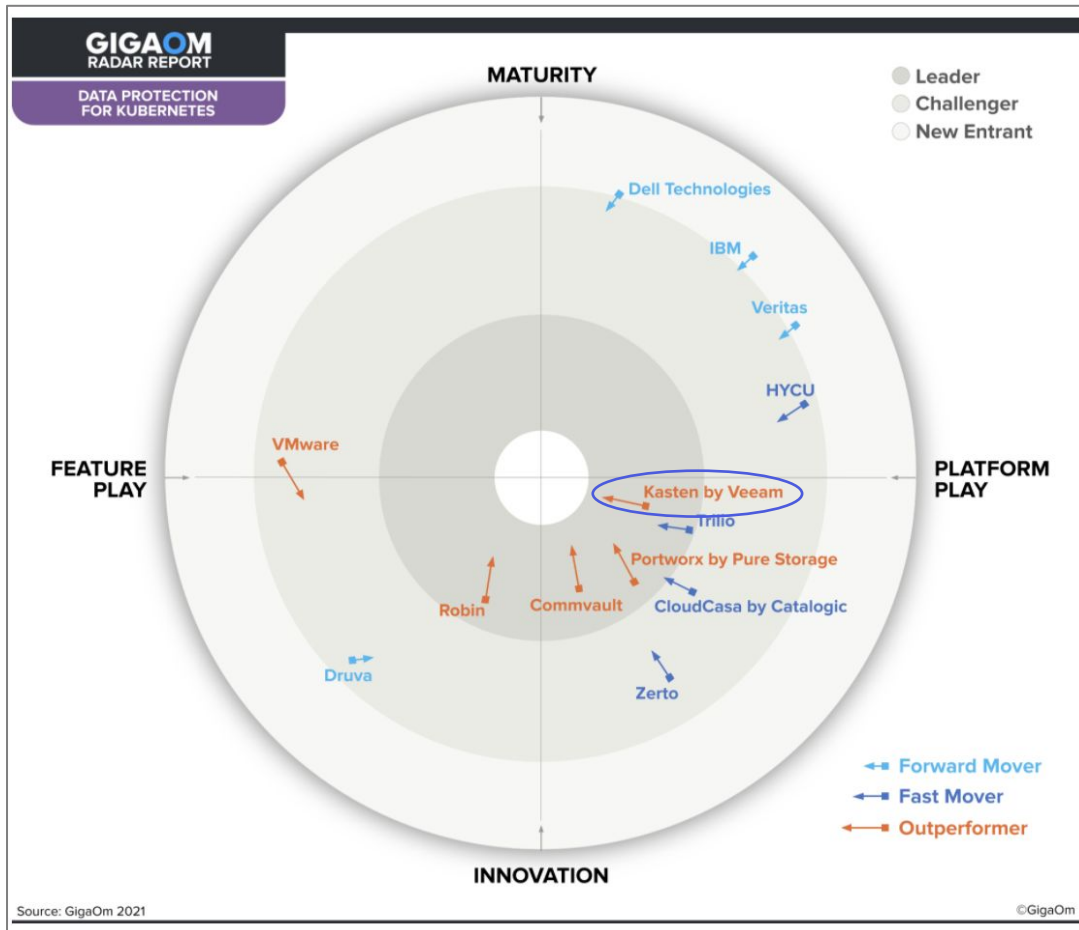 GIGAOM
RADAR REPORT
DATA PROTECTION
FOR KUBERNETES
MATURITY
Leader
Challenger
New Entrant
Dell Technologies
IBM
Veritas
HYCU
VMware
FEATURE
PLAY
PLATFORM
PLAY
Kasten by Veeam
Trilio
Portworx by Pure Storage
Robin
Commvault
CloudCasa by Catalogic
Druva
Zerto
Forward Mover
Fast Mover
Outperformer
INNOVATION
Source: GigaOm 2021
©GigaOm